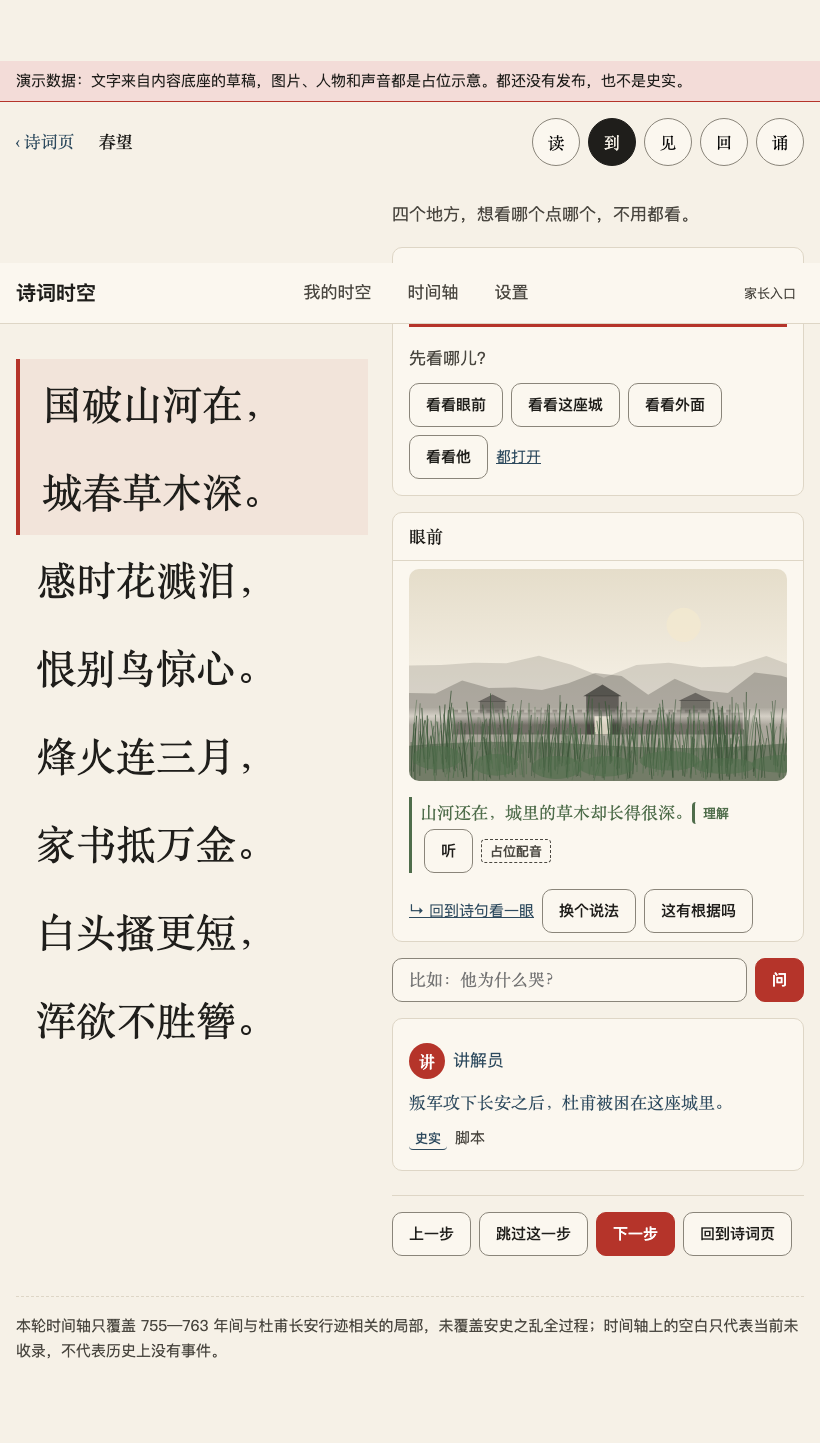 演示数据：文字来自内容底座的草稿，图片、人物和声音都是占位示意。都还没有发布，也不是史实。
‹ 诗词页 春望
读 到 见 回 诵
四个地方，想看哪个点哪个，不用都看。
诗词时空 我的时空 时间轴 设置 家长入口
国破山河在，
城春草木深。
感时花溅泪，
恨别鸟惊心。
烽火连三月，
家书抵万金。
白头搔更短，
浑欲不胜簪。
先看哪儿？
看看眼前 看看这座城 看看外面
看看他 都打开
眼前
山河还在，城里的草木却长得很深。 理解
听 占位配音
↳ 回到诗句看一眼 换个说法 这有根据吗
比如：他为什么哭？ 问
讲 讲解员
叛军攻下长安之后，杜甫被困在这座城里。
史实 脚本
上一步 跳过这一步 下一步 回到诗词页
本轮时间轴只覆盖 755—763 年间与杜甫长安行迹相关的局部，未覆盖安史之乱全过程；时间轴上的空白只代表当前未
收录，不代表历史上没有事件。